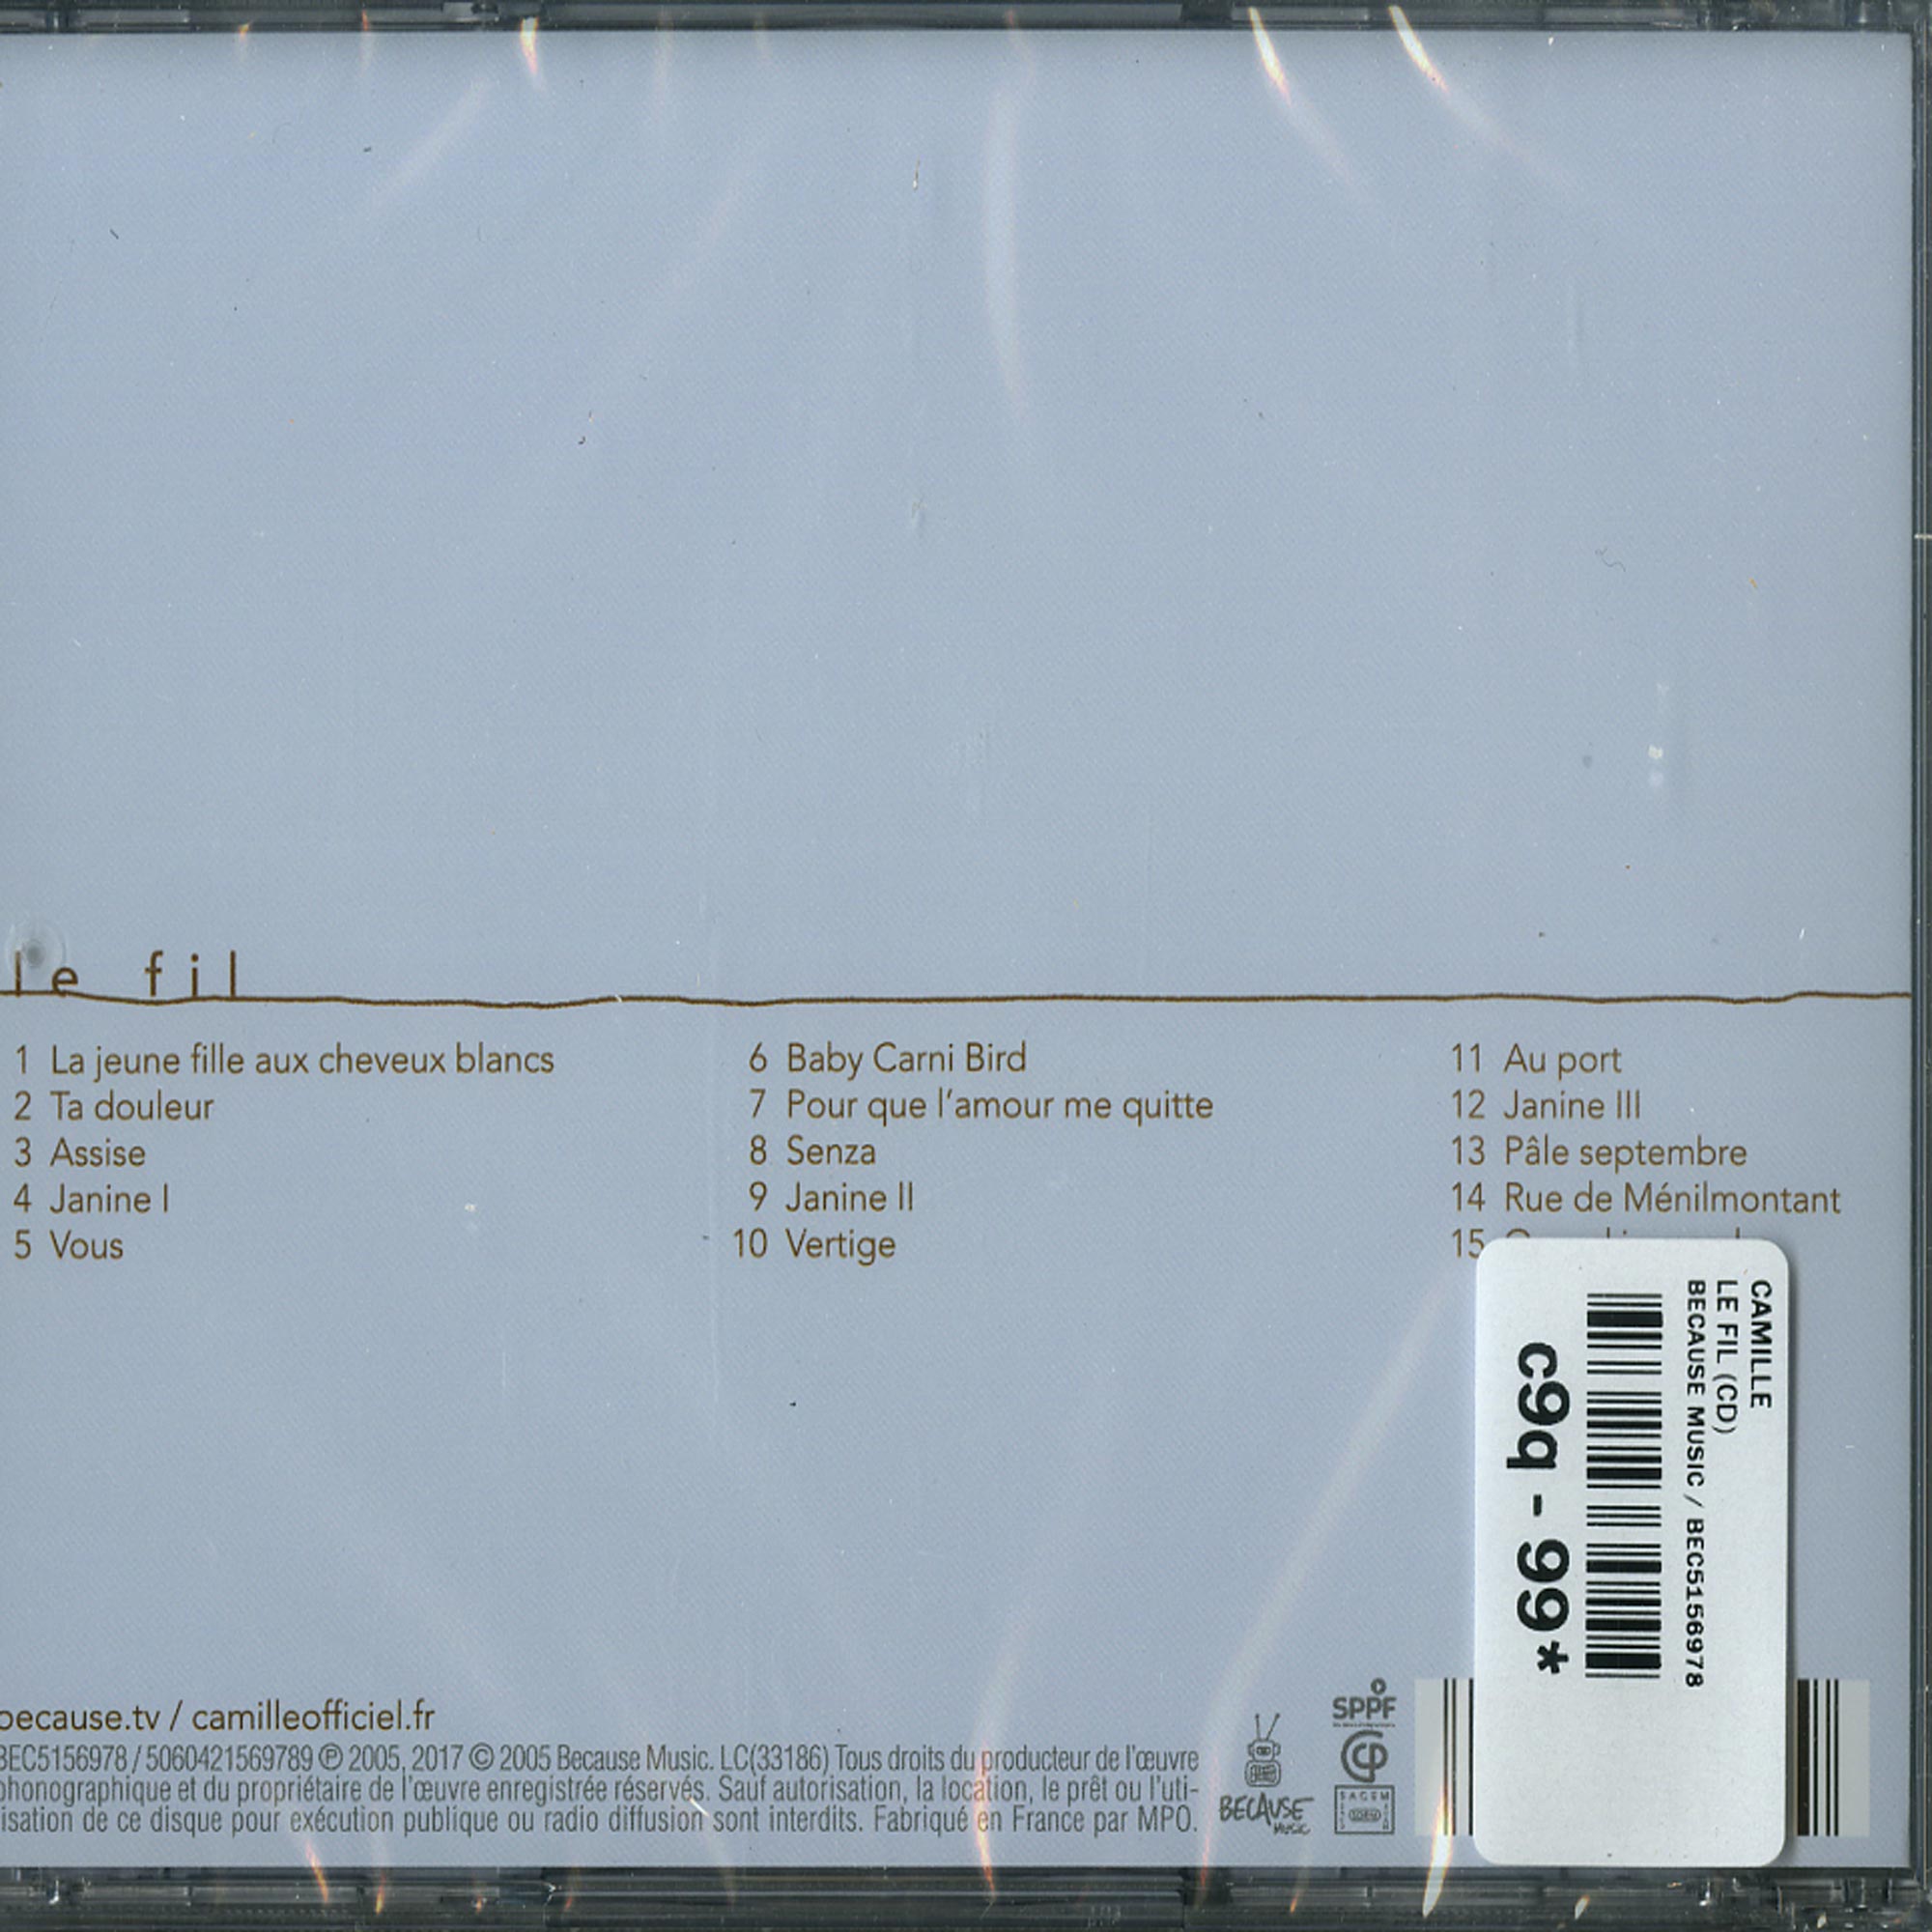 le fil
1 La jeune fille aux cheveux blancs
2 Ta douleur
3 Assise
4 Janine I
5 Vous
6 Baby Carni Bird
7 Pour que l'amour me quitte
8 Senza
9 Janine II
10 Vertige
11 Au port
12 Janine III
13 Pâle septembre
14 Rue de Ménilmontant
15
CAMILLE
LE FIL (CD)
BECAUSE MUSIC / BEC5156978
c9q - 99*
because.tv / camilleofficiel.fr
BEC5156978 / 5060421569789 ℗ 2005, 2017 © 2005 Because Music. LC(33186) Tous droits du producteur de l'œuvre
phonographique et du propriétaire de l'œuvre enregistrée réservés. Sauf autorisation, la location, le prêt ou l'uti-
isation de ce disque pour exécution publique ou radio diffusion sont interdits. Fabriqué en France par MPO.
BECAUSE
MUSIC
SPPF
SACEM